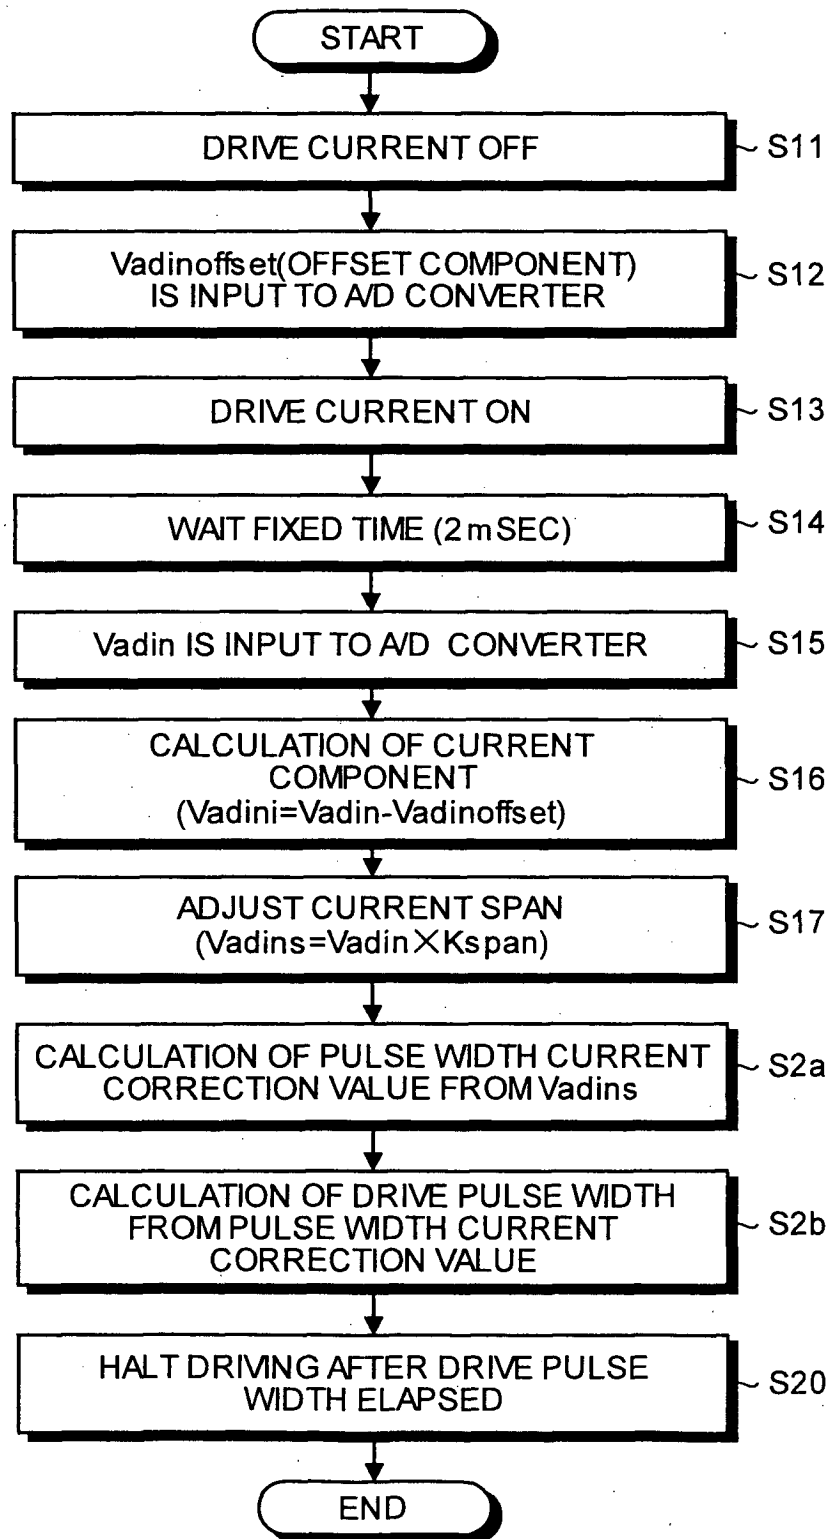 START
DRIVE CURRENT OFF
S11
Vadinoffset(OFFSET COMPONENT)
IS INPUT TO A/D CONVERTER
S12
DRIVE CURRENT ON
S13
WAIT FIXED TIME (2mSEC)
S14
Vadin IS INPUT TO A/D CONVERTER
S15
CALCULATION OF CURRENT
COMPONENT
(Vadini=Vadin-Vadinoffset)
S16
ADJUST CURRENT SPAN
(Vadins=Vadin×Kspan)
S17
CALCULATION OF PULSE WIDTH CURRENT
CORRECTION VALUE FROM Vadins
S2a
CALCULATION OF DRIVE PULSE WIDTH
FROM PULSE WIDTH CURRENT
CORRECTION VALUE
S2b
HALT DRIVING AFTER DRIVE PULSE
WIDTH ELAPSED
S20
END